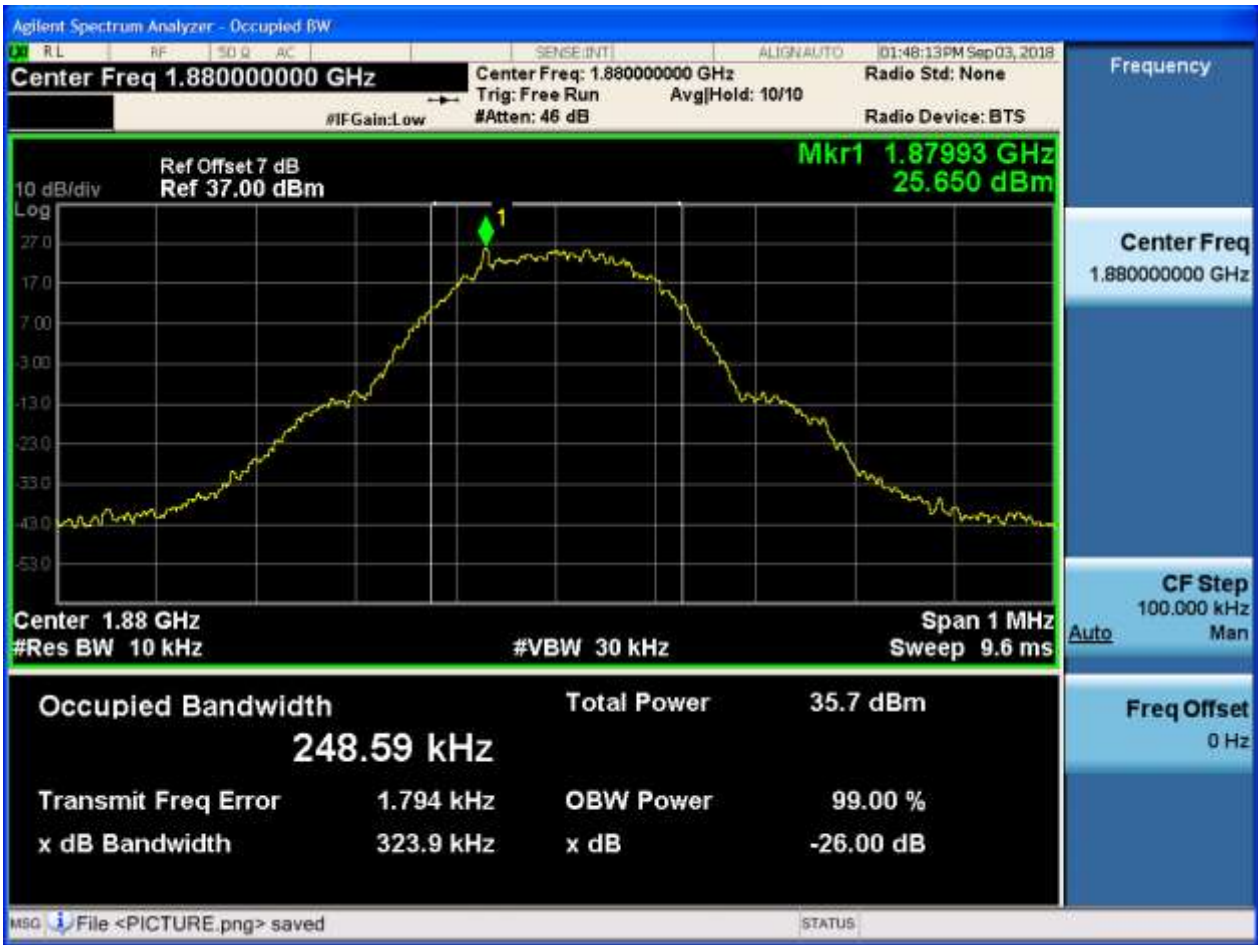 Agilent Spectrum Analyzer - Occupied BW
LXI RL RF 50 Ω AC SENSE:INT ALIGNAUTO 01:48:13PM Sep 03, 2018
Center Freq 1.880000000 GHz
Center Freq: 1.880000000 GHz
Radio Std: None
Trig: Free Run Avg|Hold: 10/10
#IFGain:Low
#Atten: 46 dB
Radio Device: BTS
Mkr1 1.87993 GHz
25.650 dBm
Ref Offset 7 dB
10 dB/div Ref 37.00 dBm
Log
1
27.0
17.0
7.00
-3.00
-13.0
-23.0
-33.0
-43.0
-53.0
Center 1.88 GHz Span 1 MHz
#Res BW 10 kHz #VBW 30 kHz Sweep 9.6 ms
Occupied Bandwidth Total Power 35.7 dBm
248.59 kHz
Transmit Freq Error 1.794 kHz OBW Power 99.00 %
x dB Bandwidth 323.9 kHz x dB -26.00 dB
MSG File <PICTURE.png> saved STATUS
Frequency
Center Freq
1.880000000 GHz
CF Step
100.000 kHz
Auto Man
Freq Offset
0 Hz